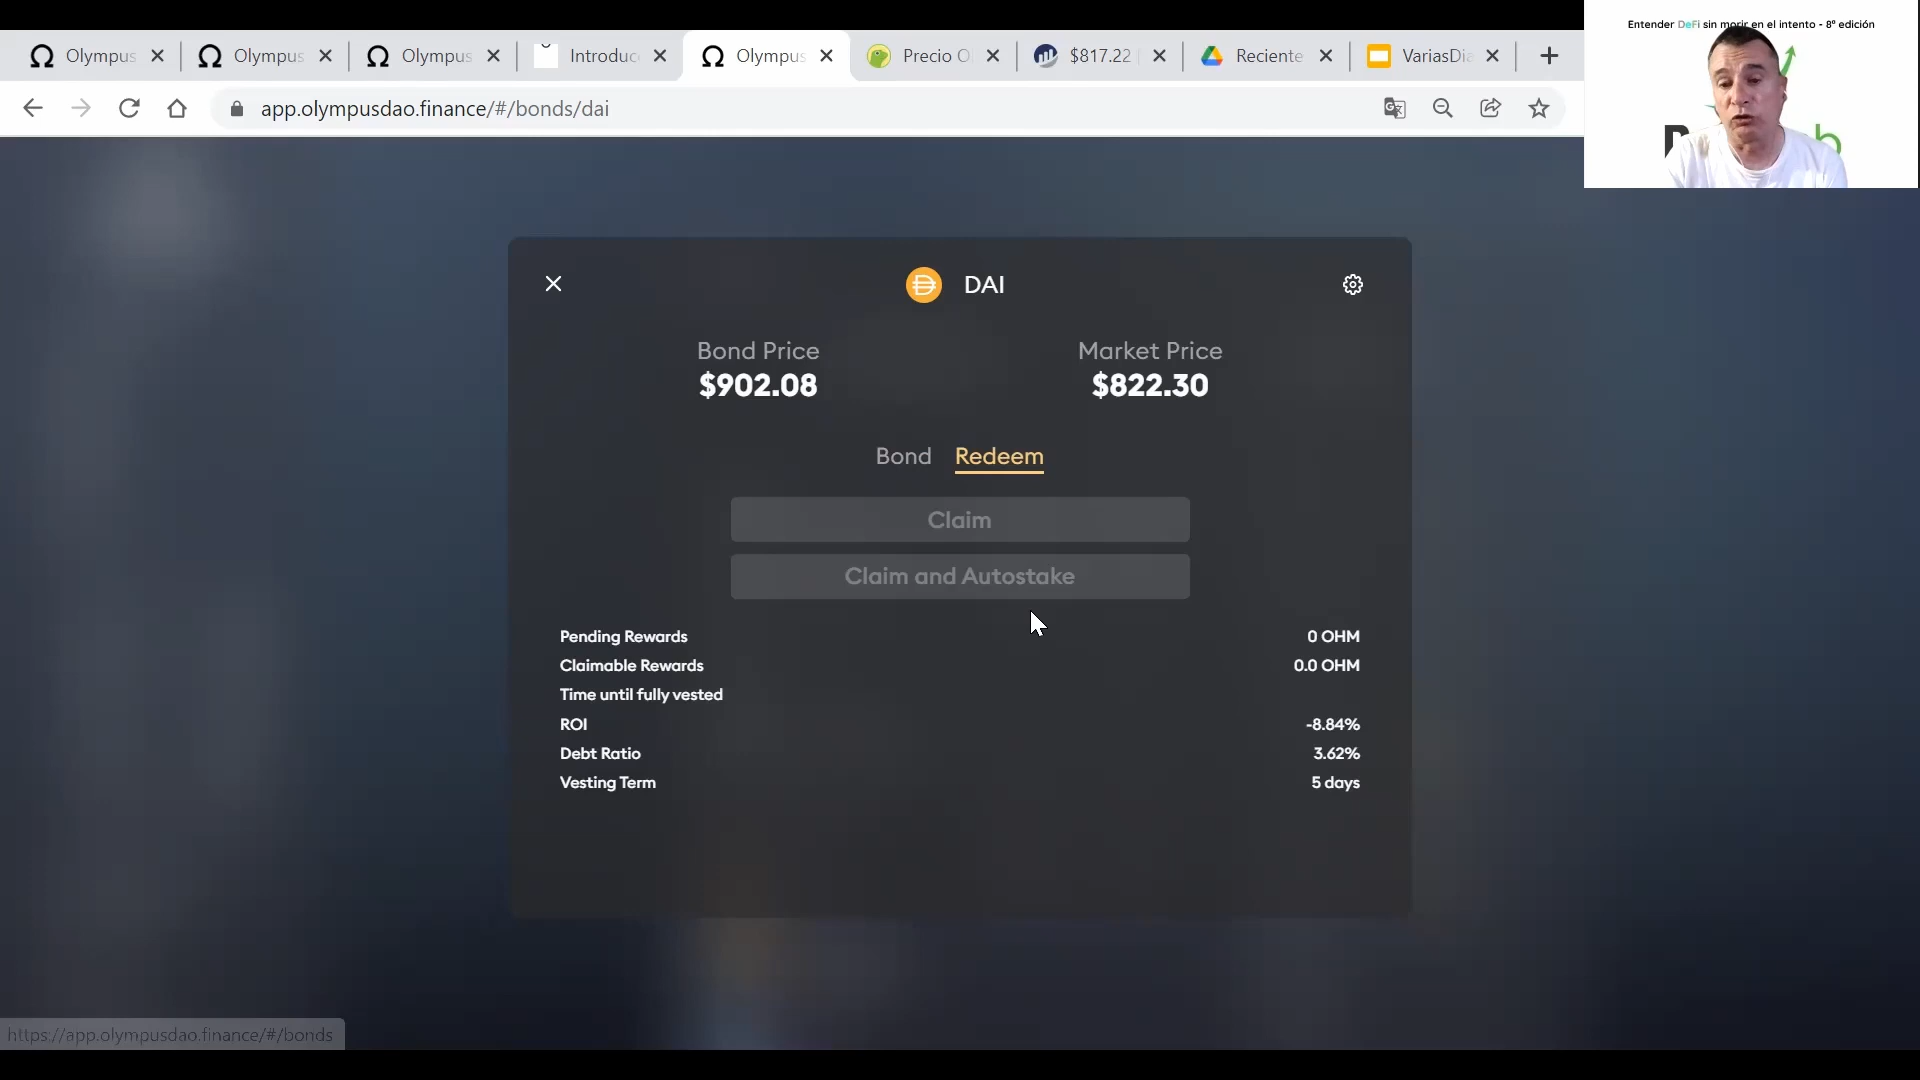 Entender DeFi sin morir en el intento - 8ª edición
Olympus
Olympus
Olympus
Introduc
Olympus
Precio O
$817.22
Reciente
VariasDia
app.olympusdao.finance/#/bonds/dai
DAI
Bond Price
Market Price
$902.08
$822.30
Bond
Redeem
Claim
Claim and Autostake
Pending Rewards
0 OHM
Claimable Rewards
0.0 OHM
Time until fully vested
ROI
-8.84%
Debt Ratio
3.62%
Vesting Term
5 days
https://app.olympusdao.finance/#/bonds